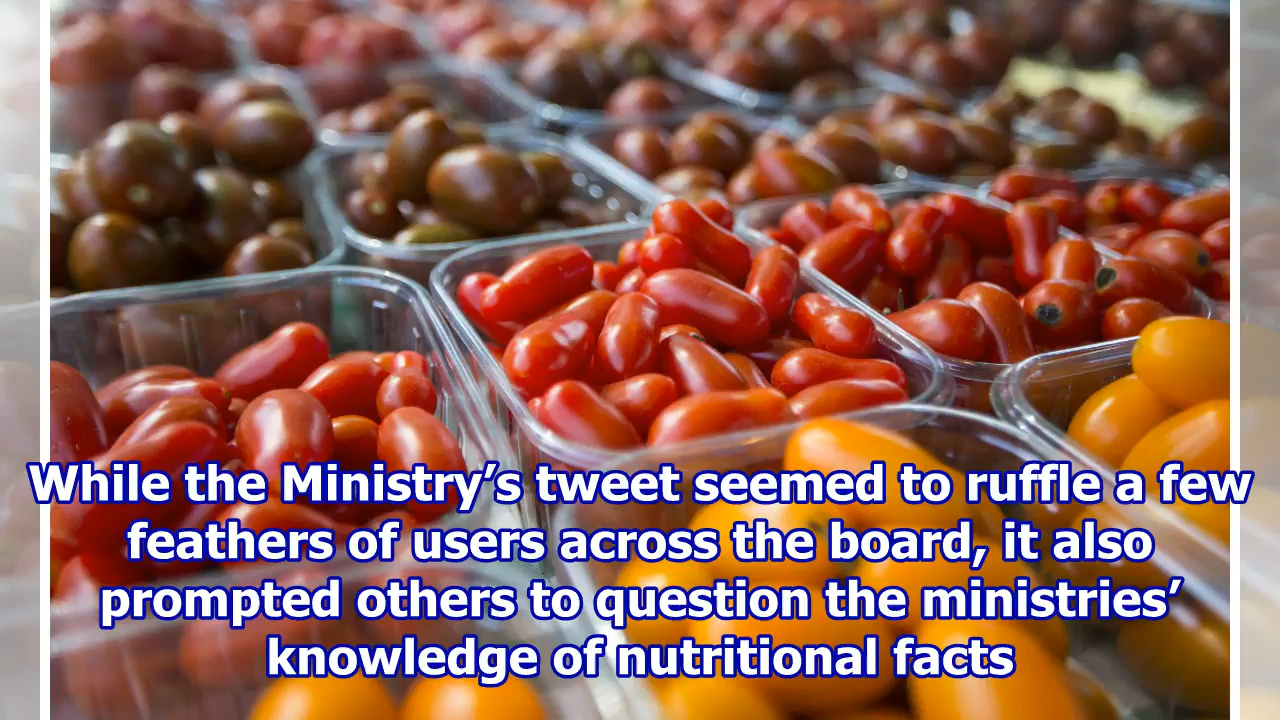 While the Ministry’s tweet seemed to ruffle a few
feathers of users across the board, it also
prompted others to question the ministries’
knowledge of nutritional facts